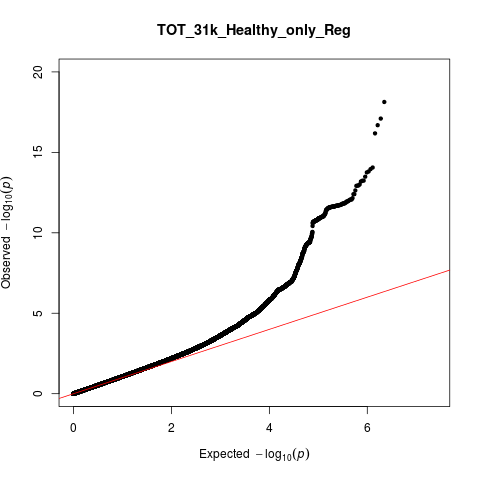 TOT_31k_Healthy_only_Reg
Observed −log₁₀(p)
20
15
10
5
0
0 2 4 6
Expected −log₁₀(p)